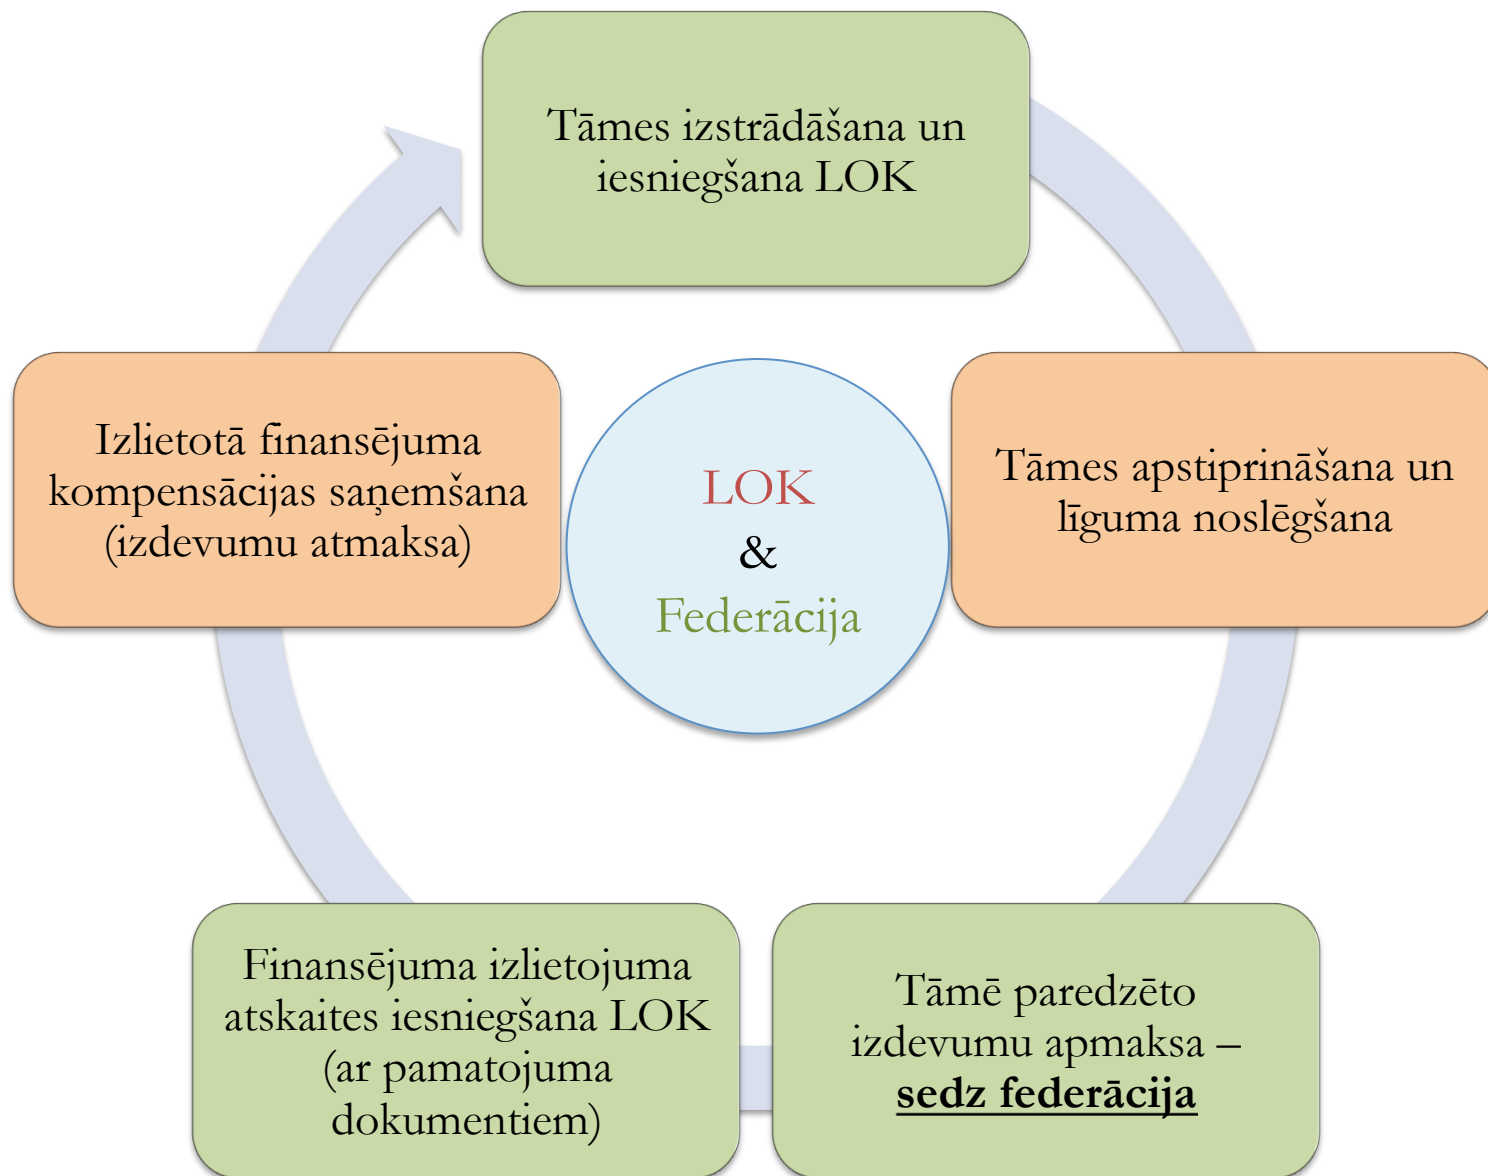 Tāmes izstrādāšana un
iesniegšana LOK
Izlietotā finansējuma
kompensācijas saņemšana
(izdevumu atmaksa)
LOK
&
Federācija
Tāmes apstiprināšana un
līguma noslēgšana
Finansējuma izlietojuma
atskaites iesniegšana LOK
(ar pamatojuma
dokumentiem)
Tāmē paredzēto
izdevumu apmaksa –
sedz federācija